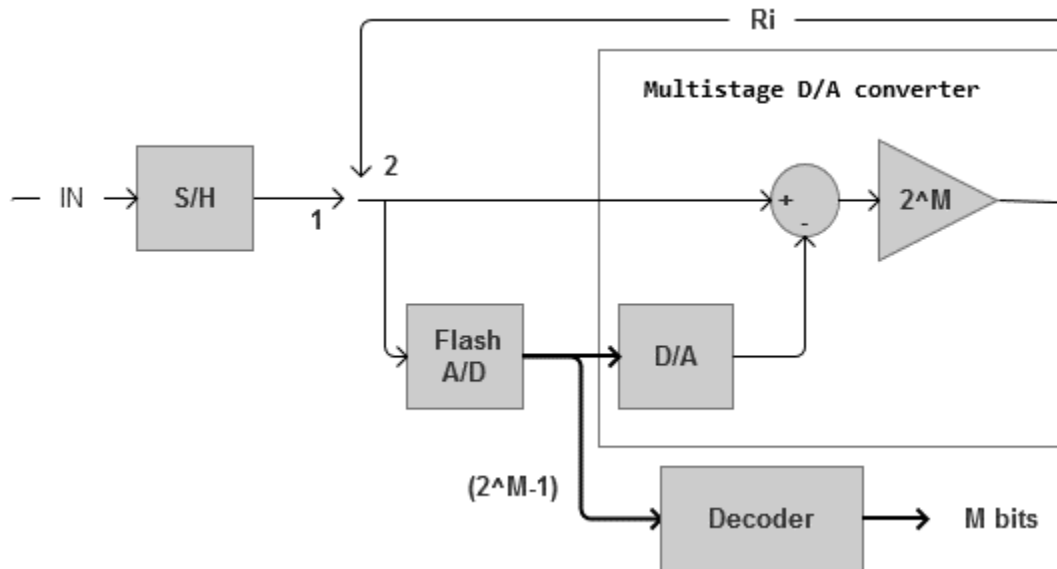 Ri
Multistage D/A converter
2
IN
S/H
1
+
-
2^M
Flash
A/D
D/A
(2^M-1)
Decoder
M bits